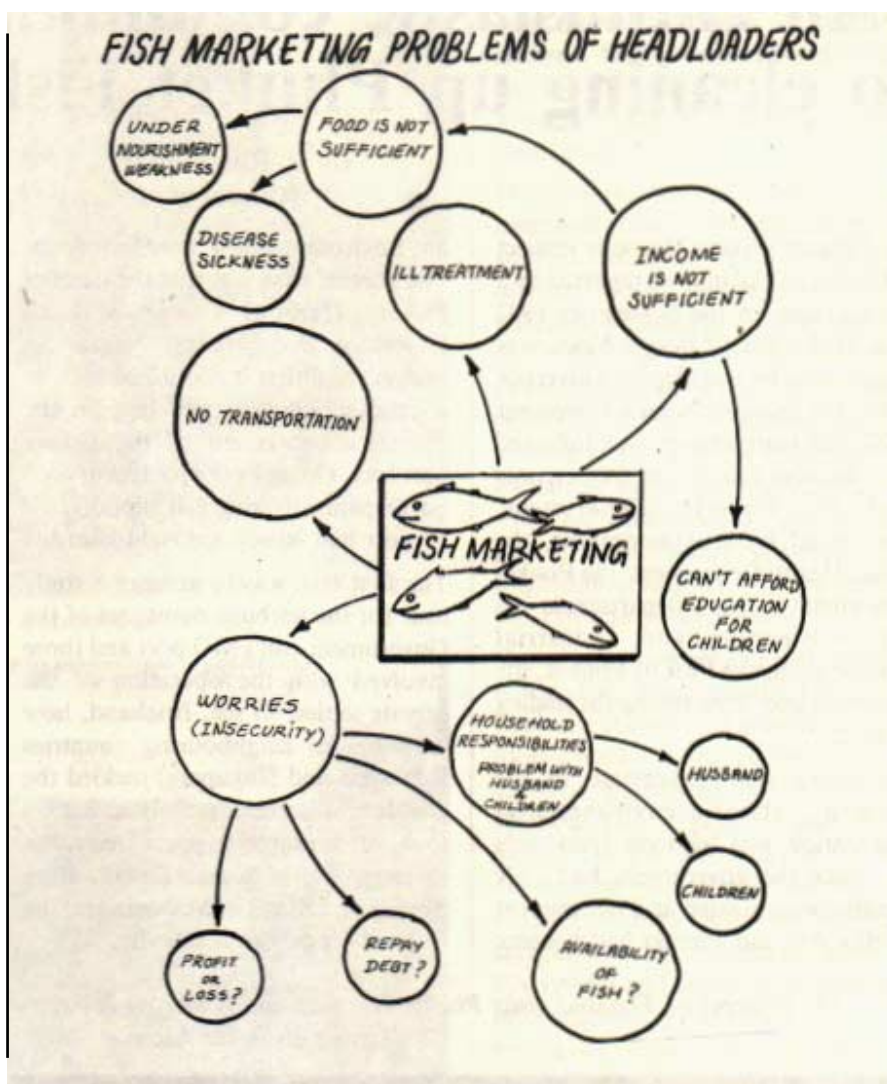 FISH MARKETING PROBLEMS OF HEADLOADERS
UNDER
NOURISHMENT
WEAKNESS
FOOD IS NOT
SUFFICIENT
DISEASE
SICKNESS
ILL TREATMENT
INCOME
IS NOT
SUFFICIENT
NO TRANSPORTATION
FISH MARKETING
CAN'T AFFORD
EDUCATION
FOR
CHILDREN
WORRIES
(INSECURITY)
HOUSEHOLD
RESPONSIBILITIES
PROBLEM WITH
HUSBAND
&
CHILDREN
HUSBAND
CHILDREN
PROFIT
OR
LOSS?
REPAY
DEBT?
AVAILABILITY
OF
FISH?